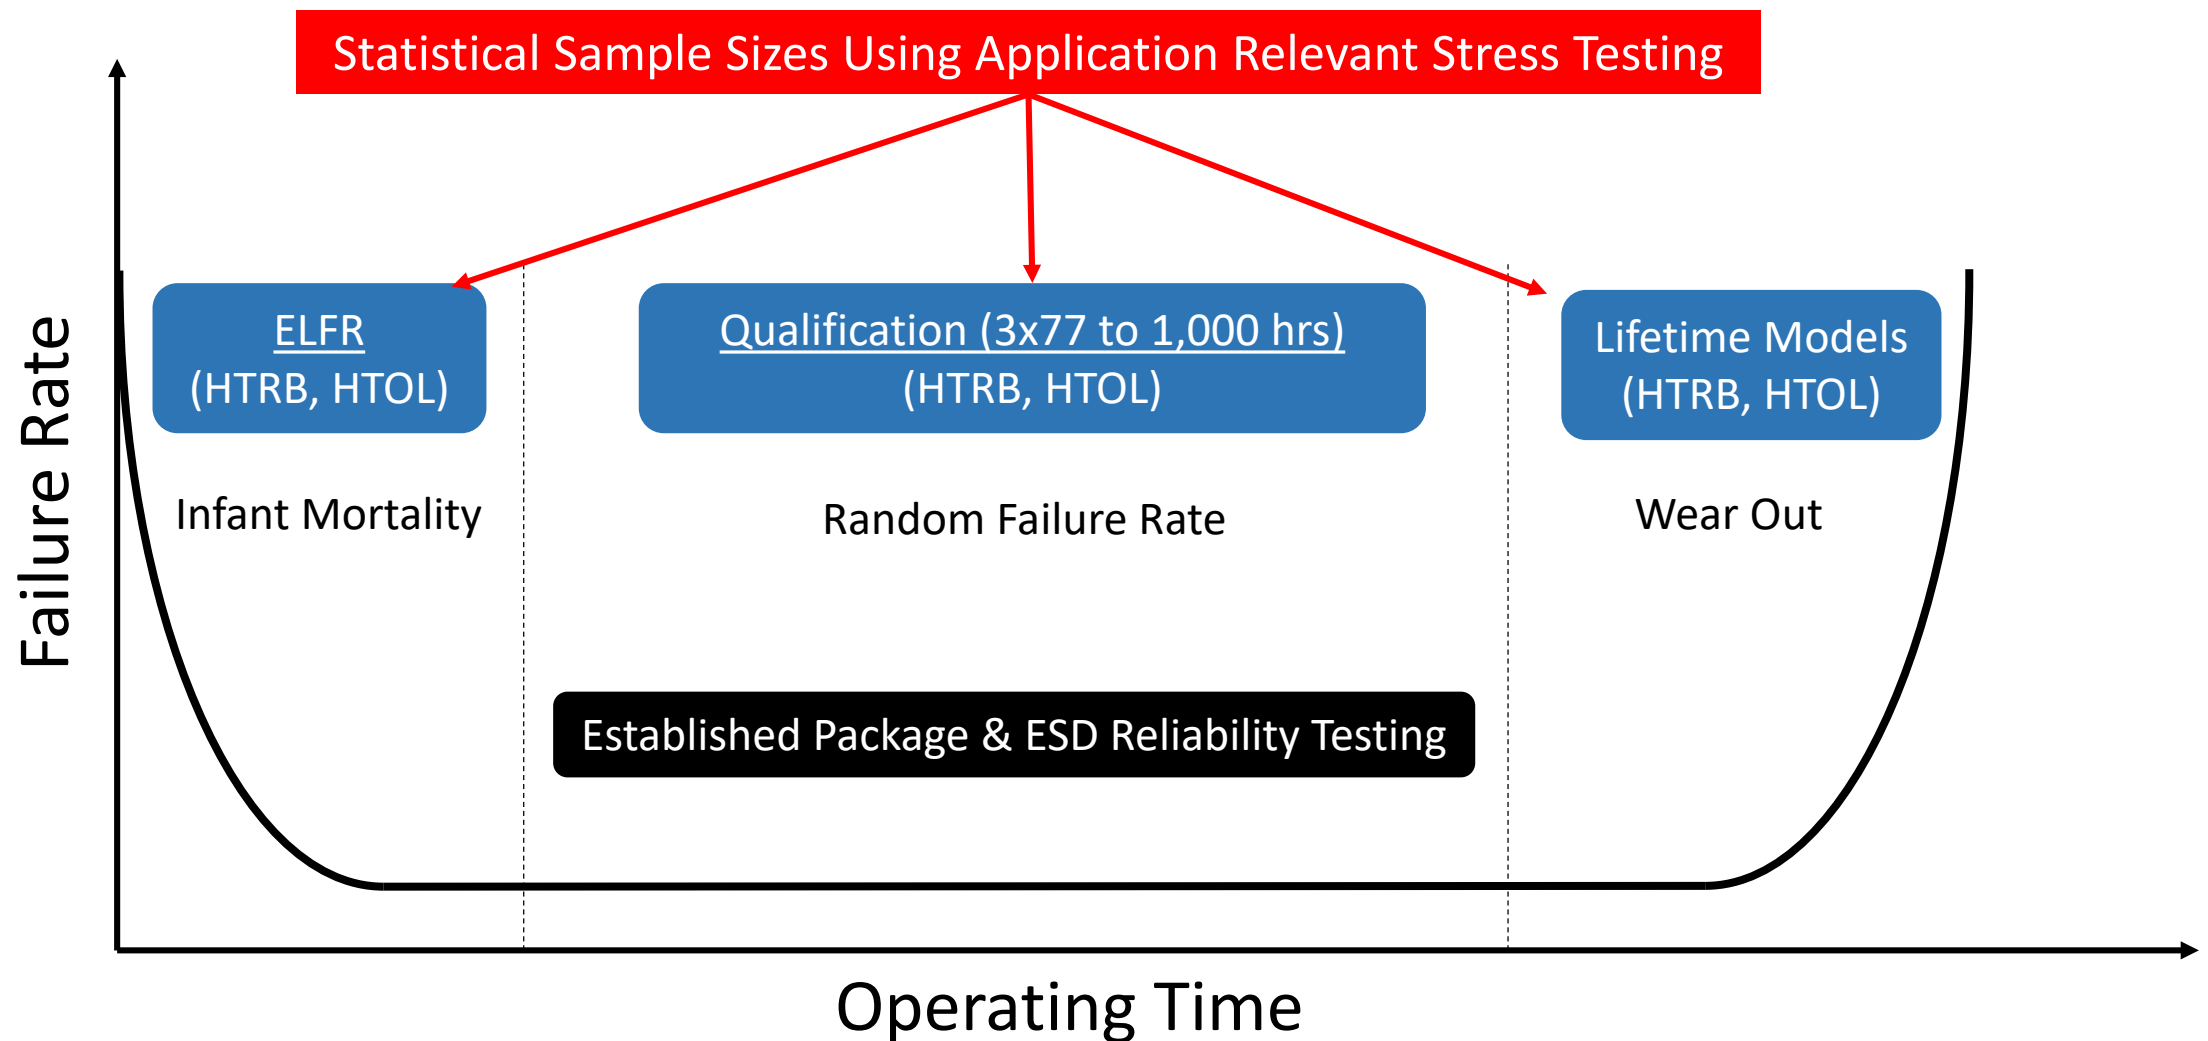 Statistical Sample Sizes Using Application Relevant Stress Testing
Failure Rate
ELFR
(HTRB, HTOL)
Qualification (3x77 to 1,000 hrs)
(HTRB, HTOL)
Lifetime Models
(HTRB, HTOL)
Infant Mortality
Random Failure Rate
Wear Out
Established Package & ESD Reliability Testing
Operating Time